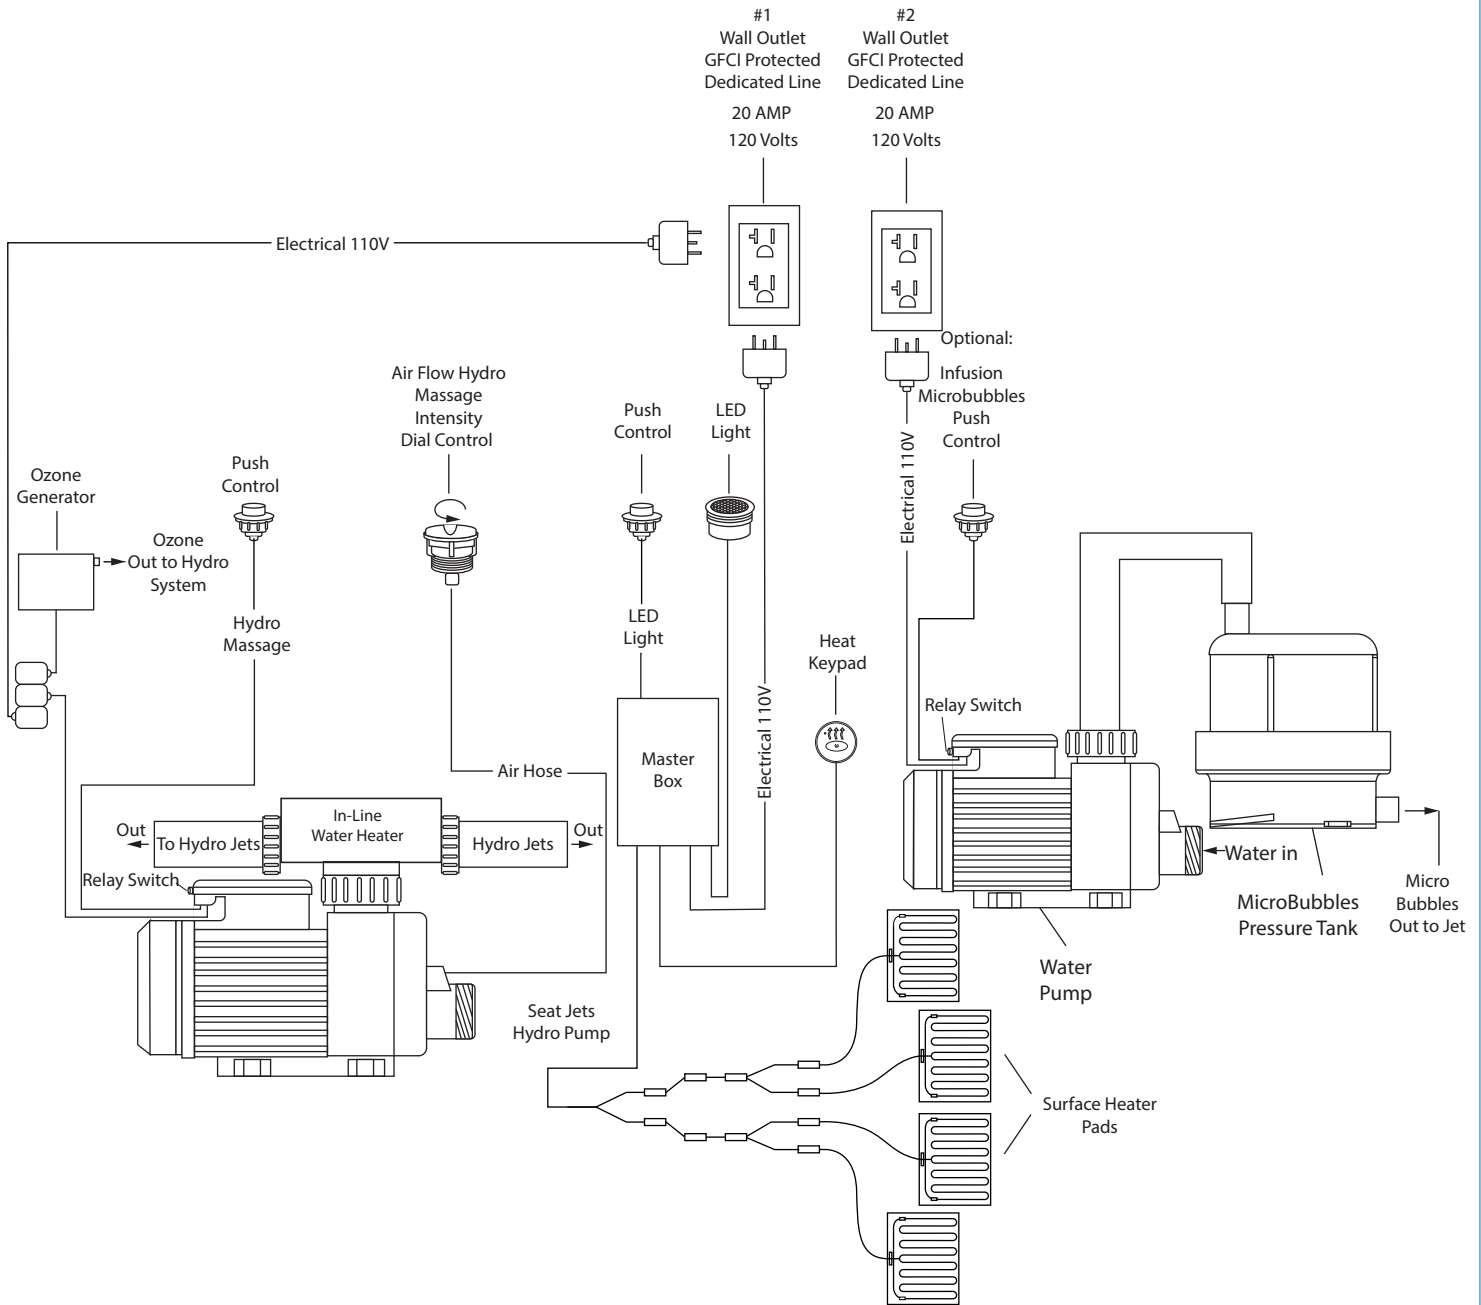 #1
Wall Outlet
GFCI Protected
Dedicated Line
20 AMP
120 Volts
#2
Wall Outlet
GFCI Protected
Dedicated Line
20 AMP
120 Volts
Electrical 110V
Optional:
Infusion
Microbubbles
Push
Control
Air Flow Hydro
Massage
Intensity
Dial Control
Push
Control
LED
Light
Electrical 110V
Ozone
Generator
Push
Control
Ozone
Out to Hydro
System
Hydro
Massage
LED
Light
Heat
Keypad
Relay Switch
Electrical 110V
Master
Box
Air Hose
In-Line
Water Heater
Out
To Hydro Jets
Hydro Jets
Out
Relay Switch
Water in
MicroBubbles
Pressure Tank
Micro
Bubbles
Out to Jet
Water
Pump
Seat Jets
Hydro Pump
Surface Heater
Pads